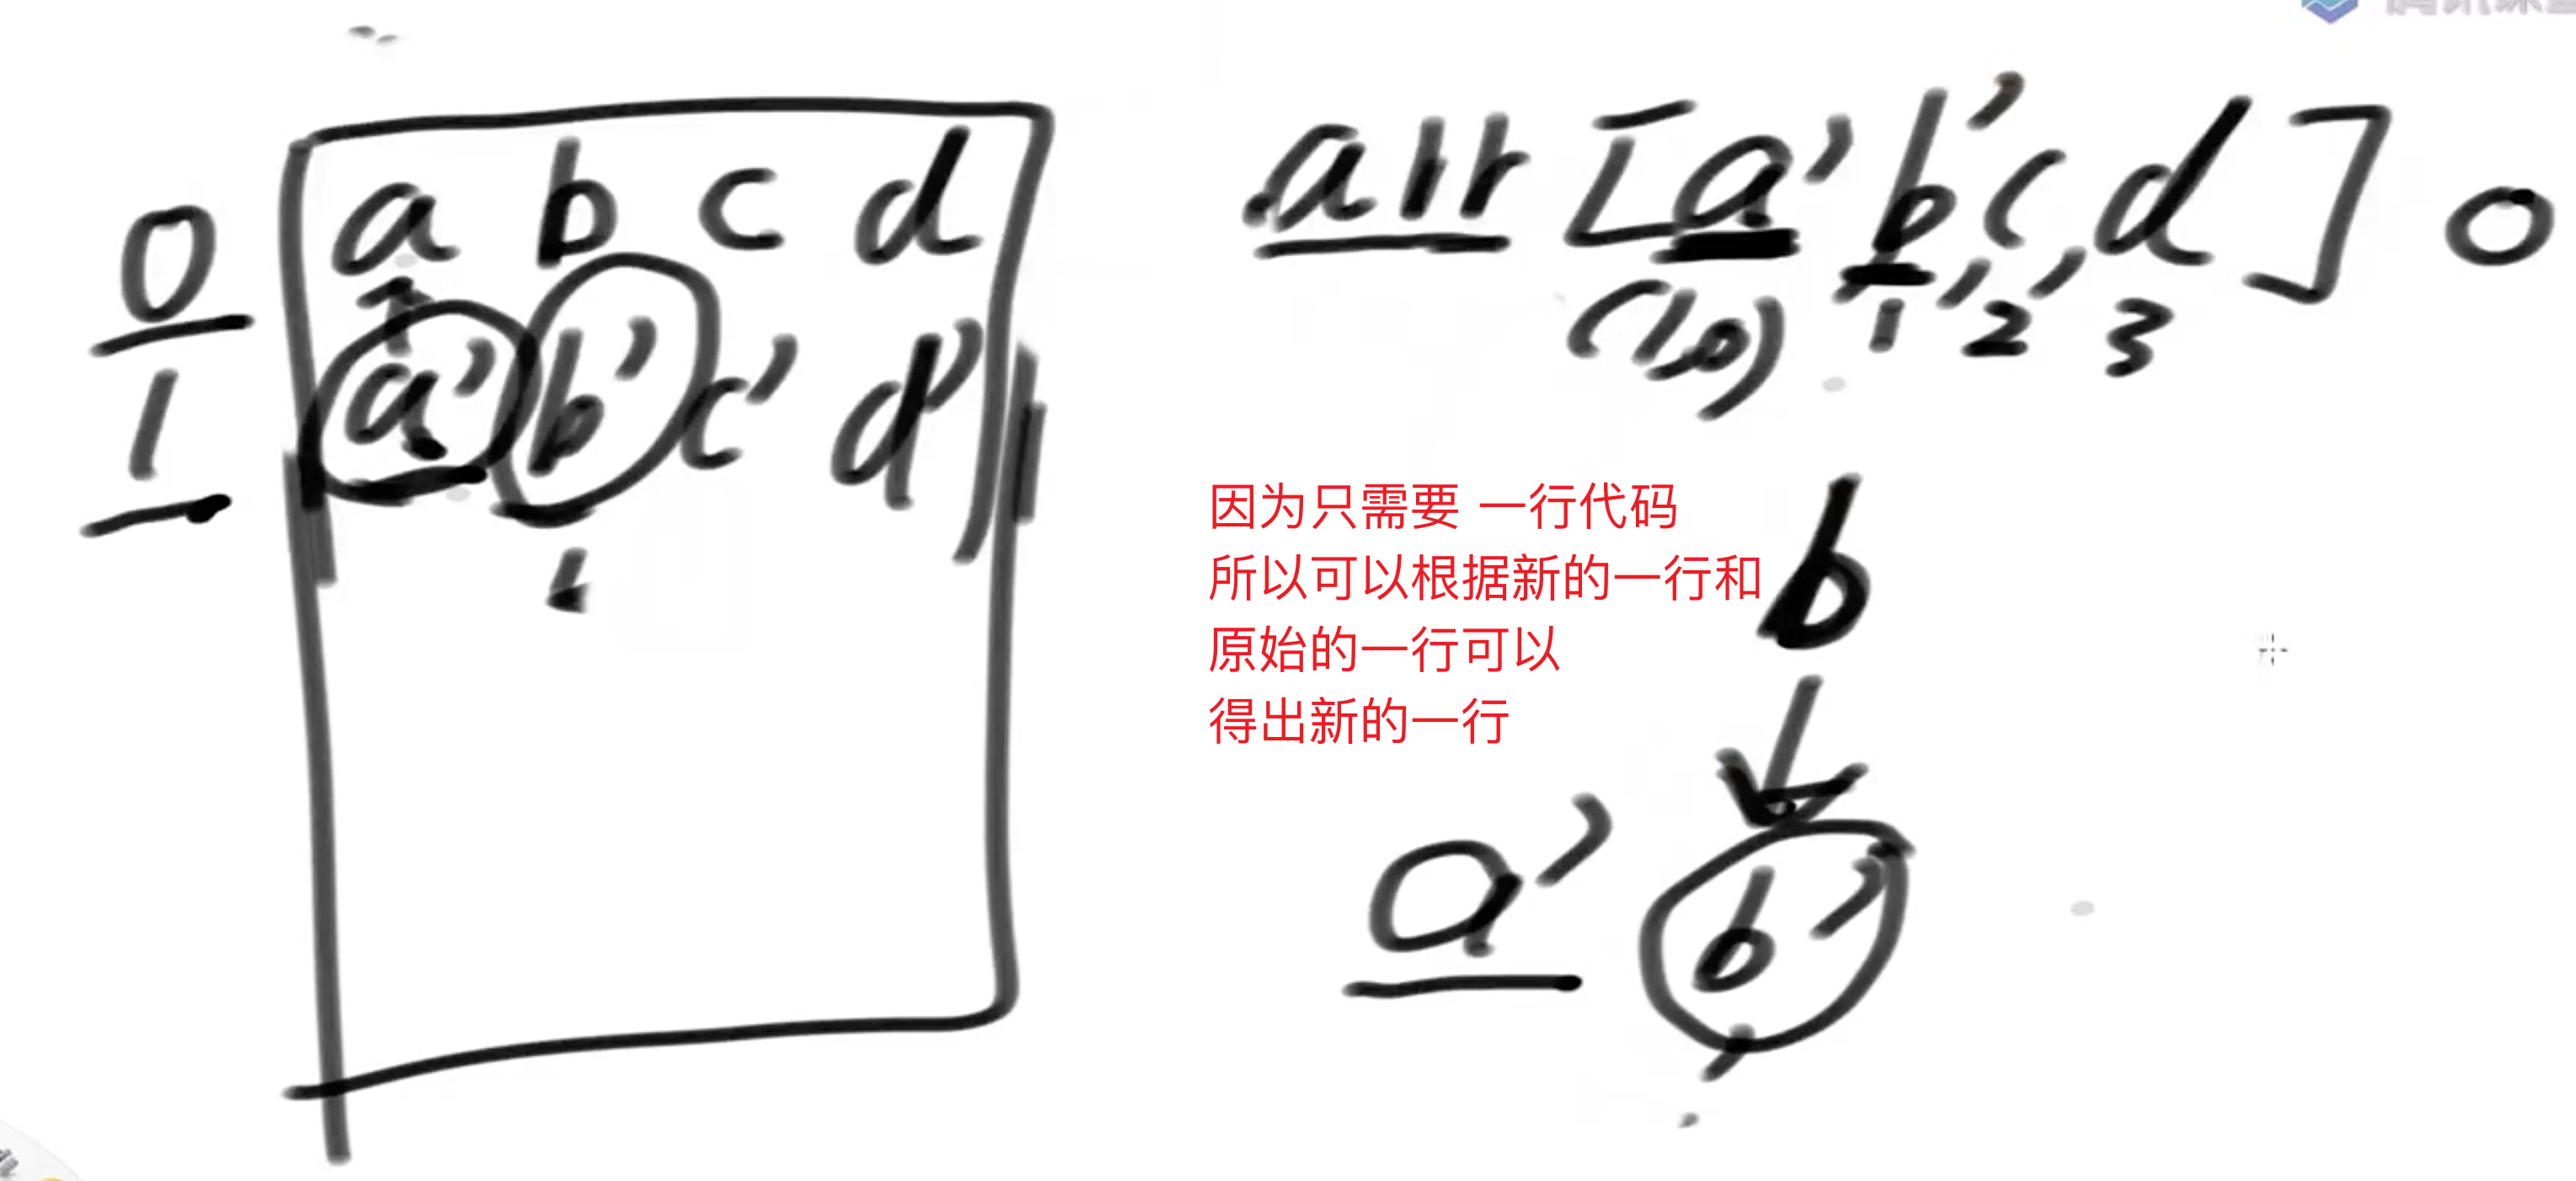 0 a b c d
1 a' b' c' d'
arr [a' b' c, d] 0
(1,0) 1 2 3
因为只需要 一行代码
所以可以根据新的一行和
原始的一行可以
得出新的一行
b
a' b'